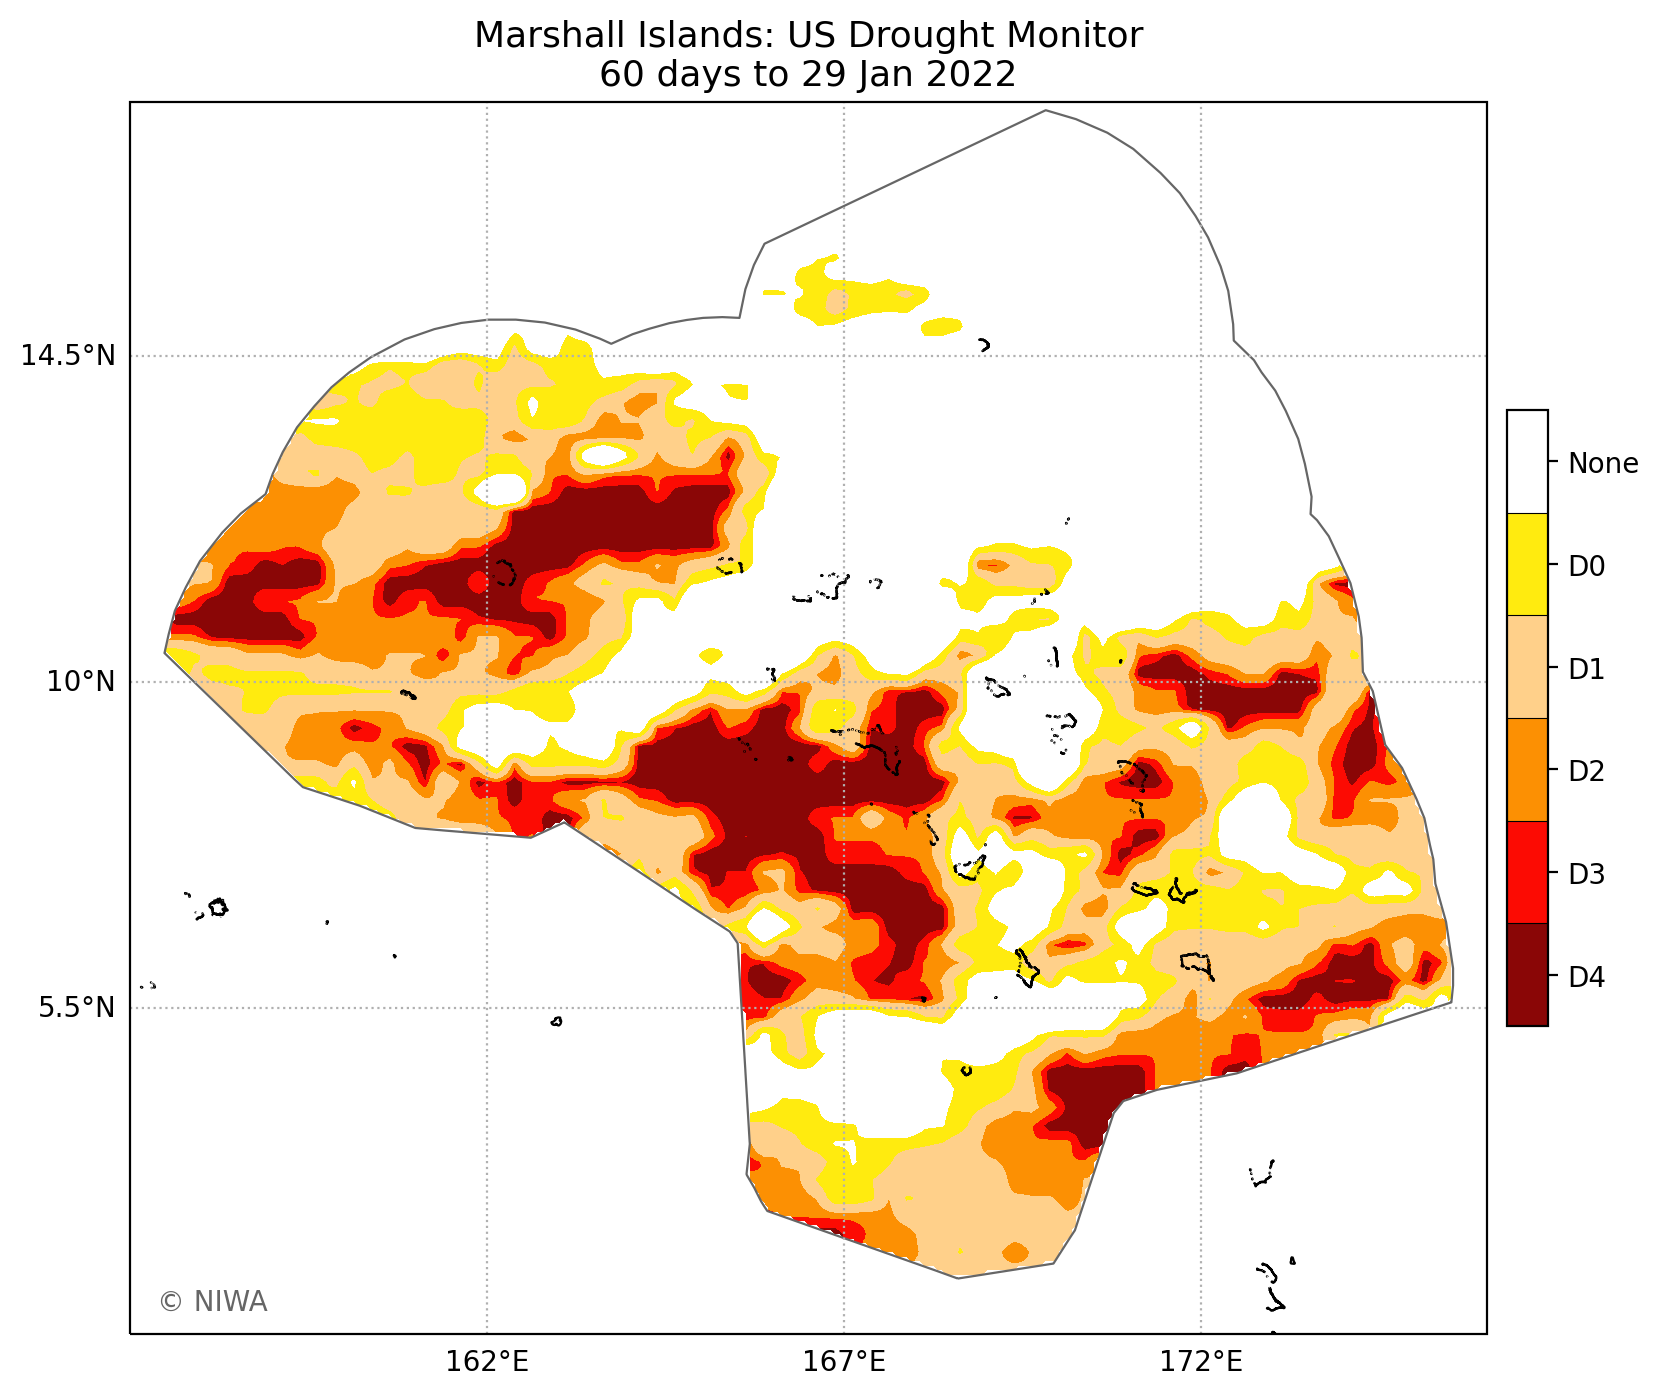 Marshall Islands: US Drought Monitor
60 days to 29 Jan 2022
14.5°N
10°N
5.5°N
162°E
167°E
172°E
None
D0
D1
D2
D3
D4
© NIWA